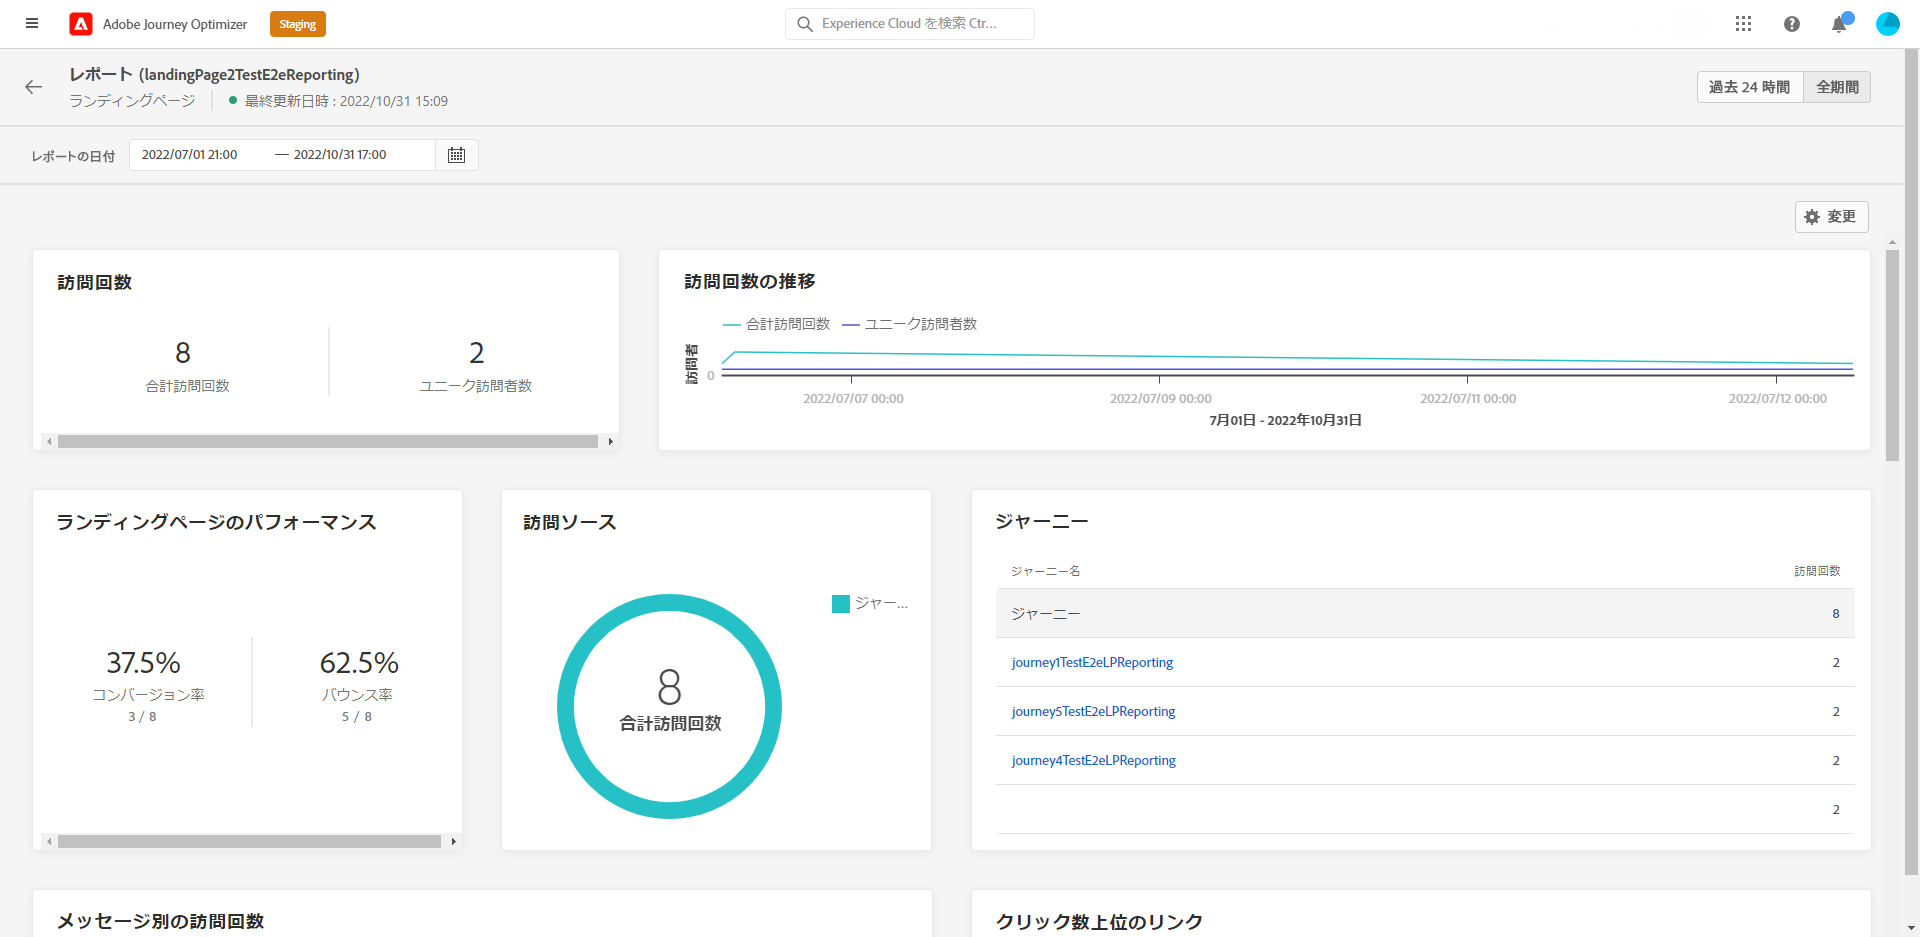 Adobe Journey Optimizer
Staging
Experience Cloud を検索 Ctr...
レポート (landingPage2TestE2eReporting)
ランディングページ
最終更新日時 : 2022/10/31 15:09
過去 24 時間
全期間
レポートの日付
2022/07/01 21:00 — 2022/10/31 17:00
変更
訪問回数
8
合計訪問回数
2
ユニーク訪問者数
訪問回数の推移
合計訪問回数
ユニーク訪問者数
訪問者
0
2022/07/07 00:00
2022/07/09 00:00
2022/07/11 00:00
2022/07/12 00:00
7月01日 - 2022年10月31日
ランディングページのパフォーマンス
37.5%
コンバージョン率
3 / 8
62.5%
バウンス率
5 / 8
訪問ソース
ジャー...
8
合計訪問回数
ジャーニー
ジャーニー名 訪問回数
ジャーニー 8
journey1TestE2eLPReporting 2
journey5TestE2eLPReporting 2
journey4TestE2eLPReporting 2
2
メッセージ別の訪問回数
クリック数上位のリンク